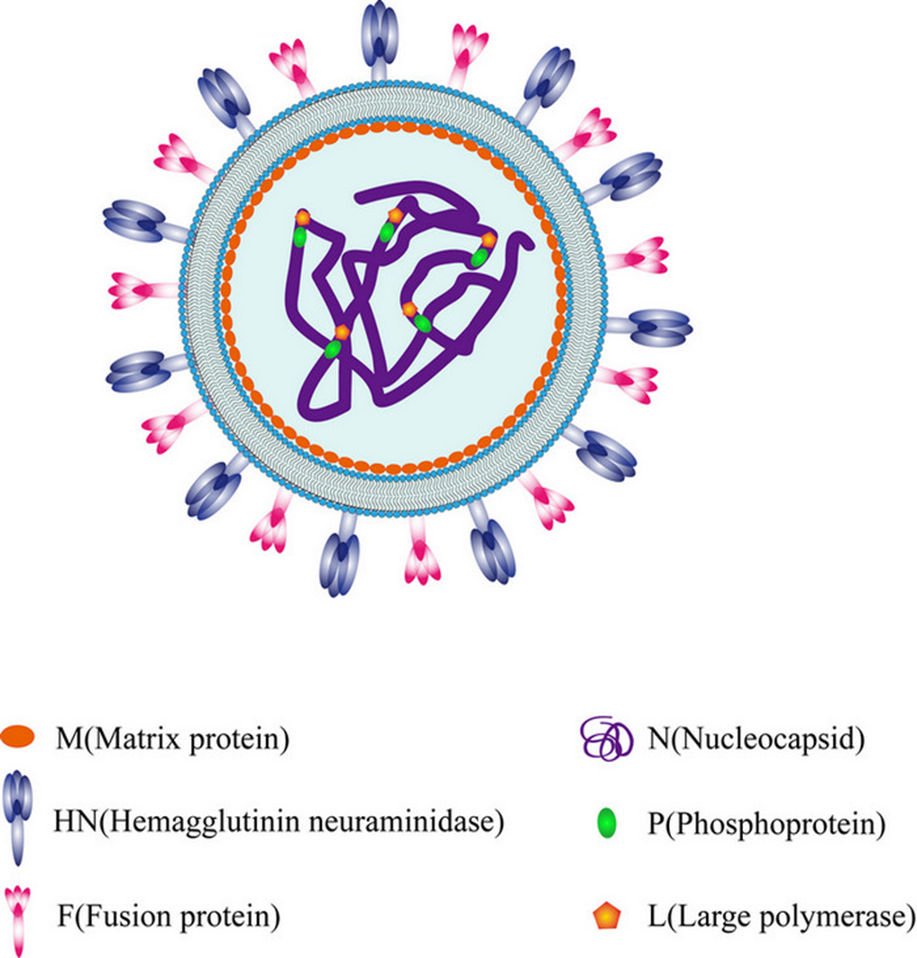 M(Matrix protein)
HN(Hemagglutinin neuraminidase)
F(Fusion protein)
N(Nucleocapsid)
P(Phosphoprotein)
L(Large polymerase)